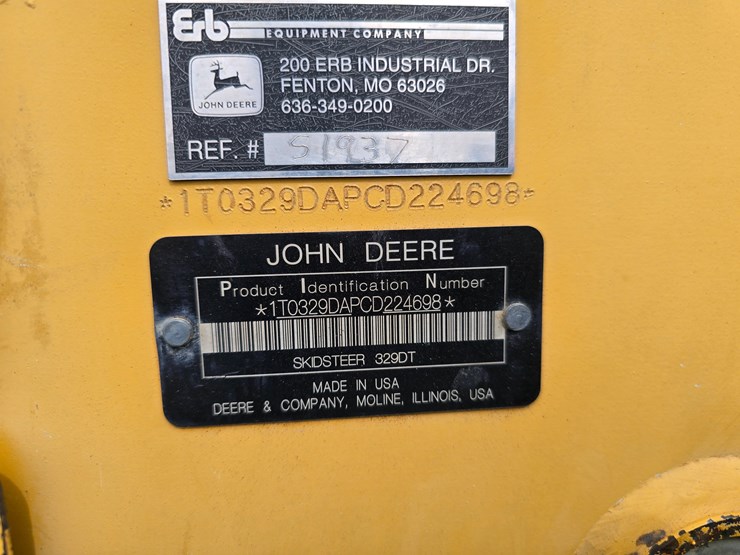 Erb
EQUIPMENT COMPANY
200 ERB INDUSTRIAL DR.
FENTON, MO 63026
636-349-0200
JOHN DEERE
REF. # S1937
*1T0329DAPCD224698*
JOHN DEERE
Product Identification Number
*1T0329DAPCD224698*
SKIDSTEER 329DT
MADE IN USA
DEERE & COMPANY, MOLINE, ILLINOIS, USA